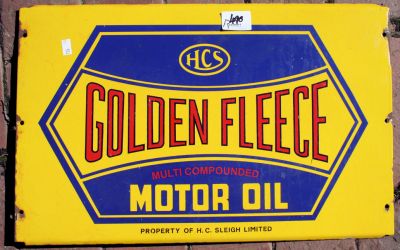 HCS
GOLDEN FLEECE
MULTI COMPOUNDED
MOTOR OIL
PROPERTY OF H.C. SLEIGH LIMITED